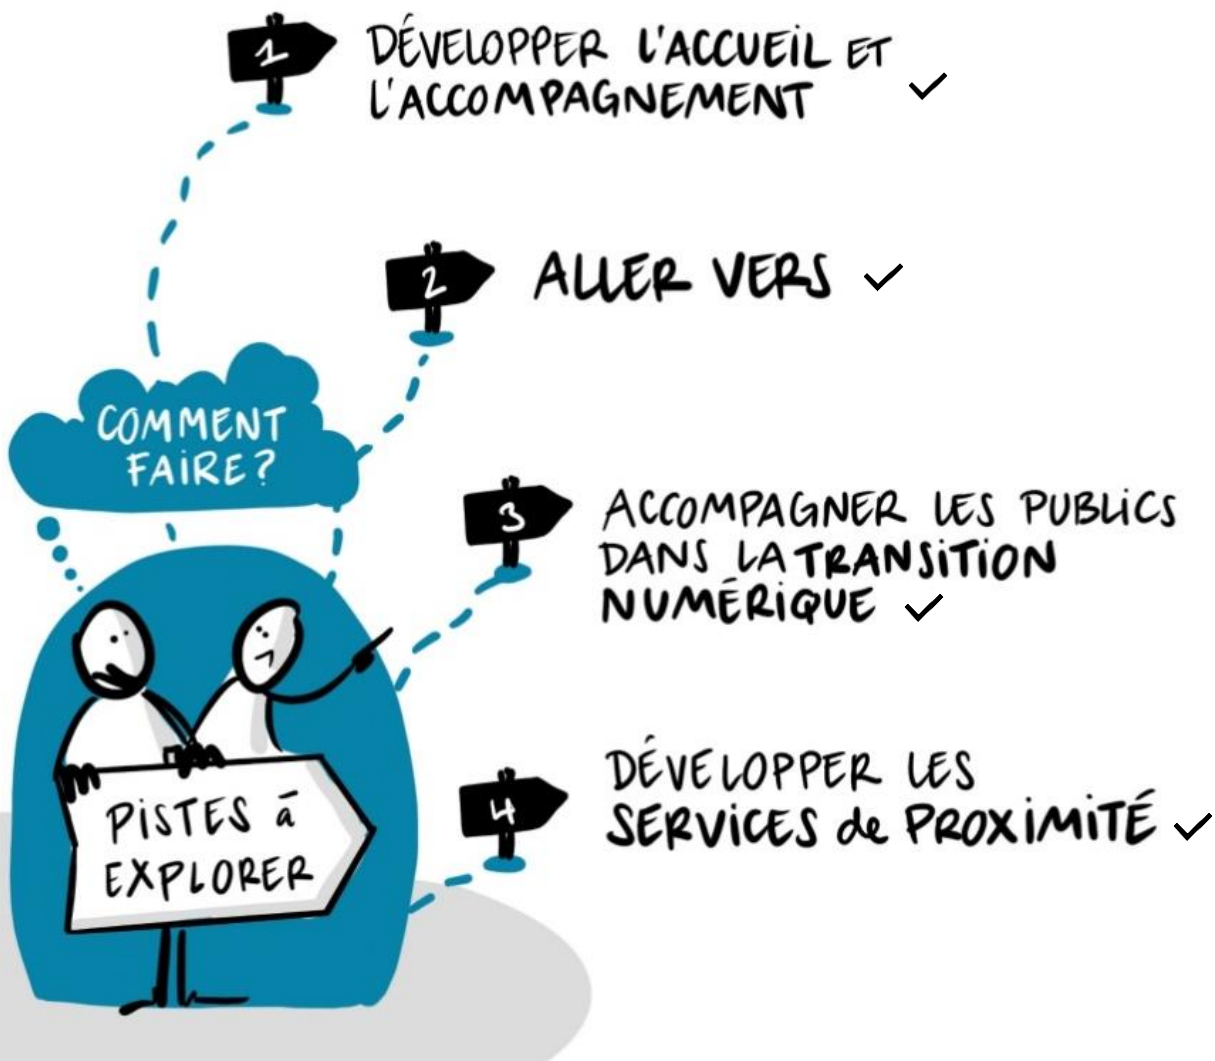 1
DÉVELOPPER L'ACCUEIL ET
L'ACCOMPAGNEMENT ✓
2
ALLER VERS ✓
COMMENT
FAIRE?
3
ACCOMPAGNER LES PUBLICS
DANS LA TRANSITION
NUMÉRIQUE ✓
4
DÉVELOPPER LES
SERVICES de PROXIMITÉ ✓
PISTES à
EXPLORER